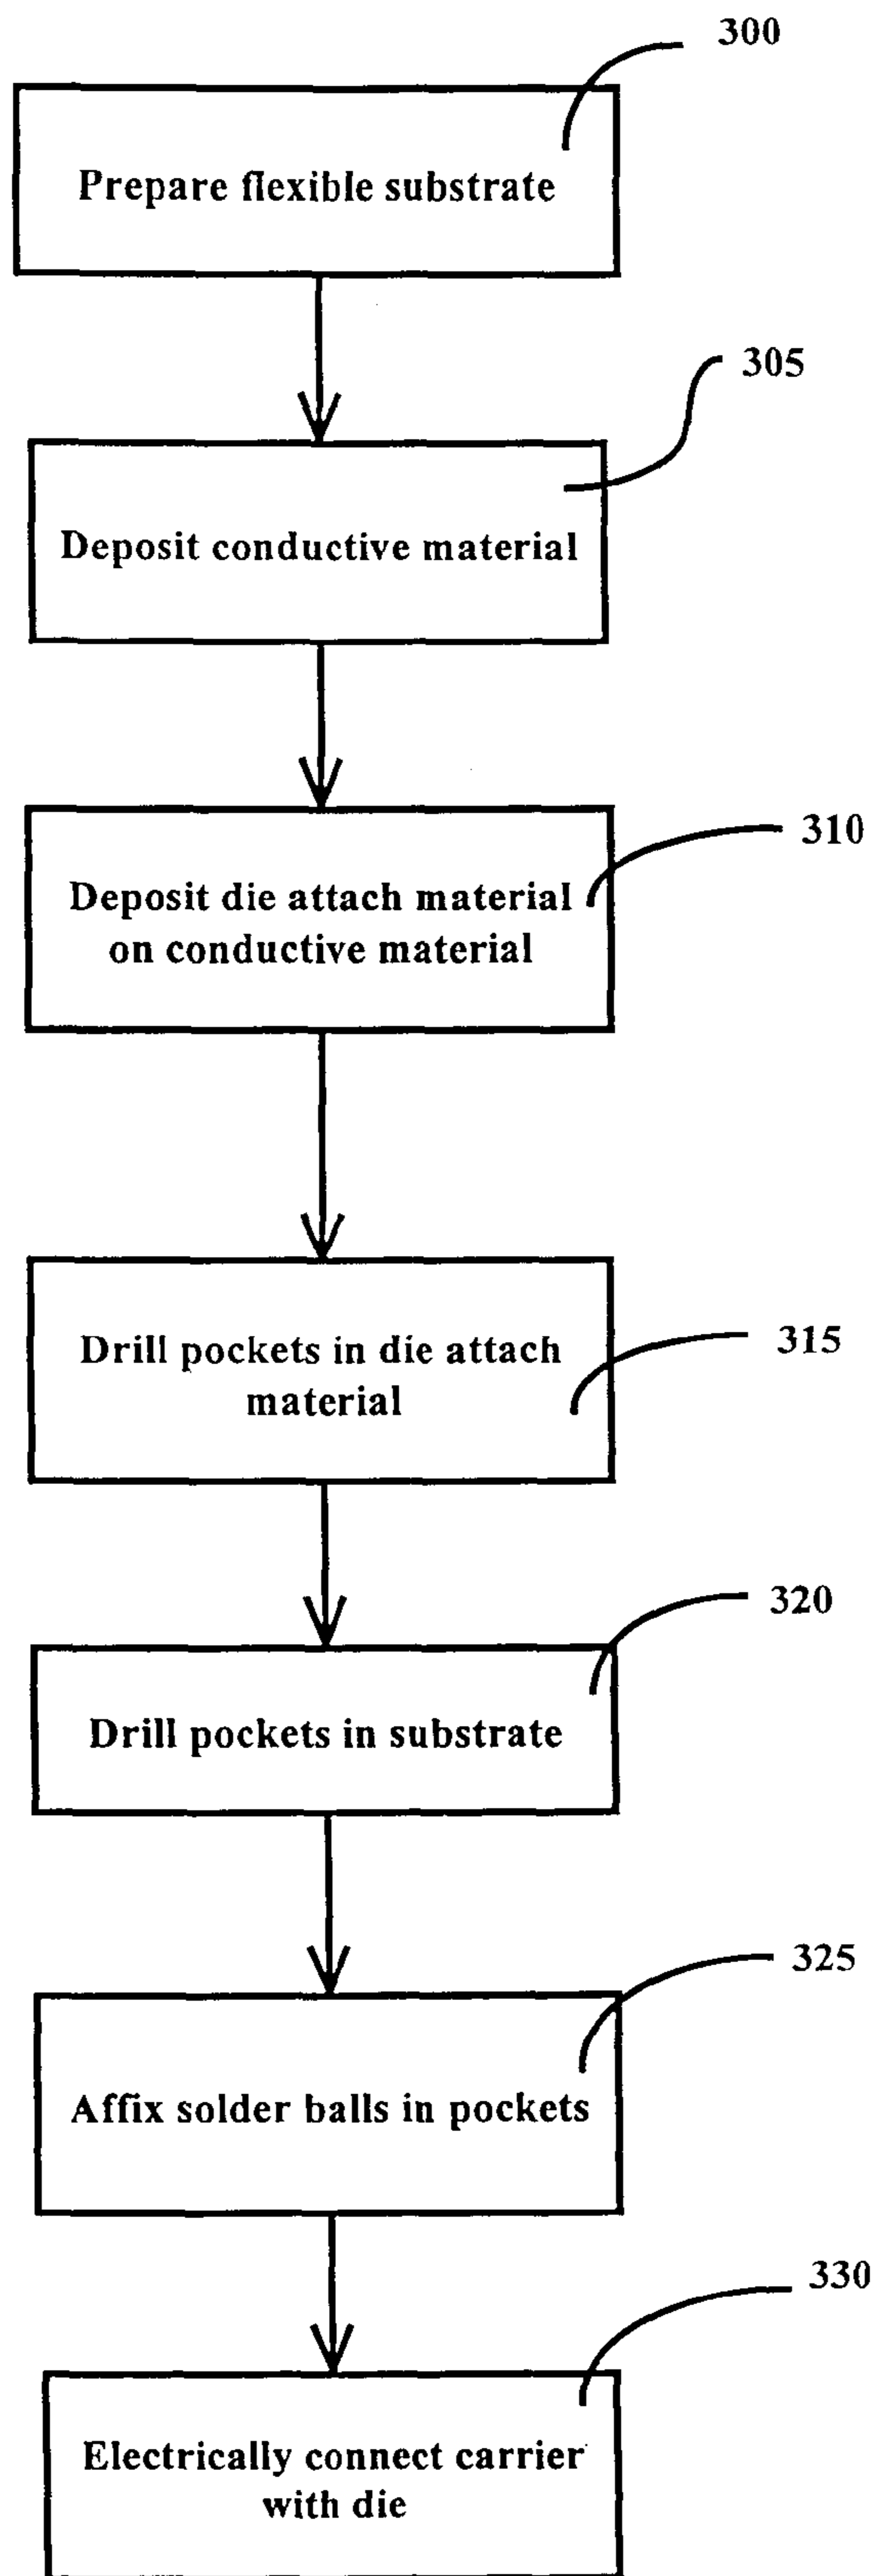 300
Prepare flexible substrate
305
Deposit conductive material
310
Deposit die attach material
on conductive material
315
Drill pockets in die attach
material
320
Drill pockets in substrate
325
Affix solder balls in pockets
330
Electrically connect carrier
with die